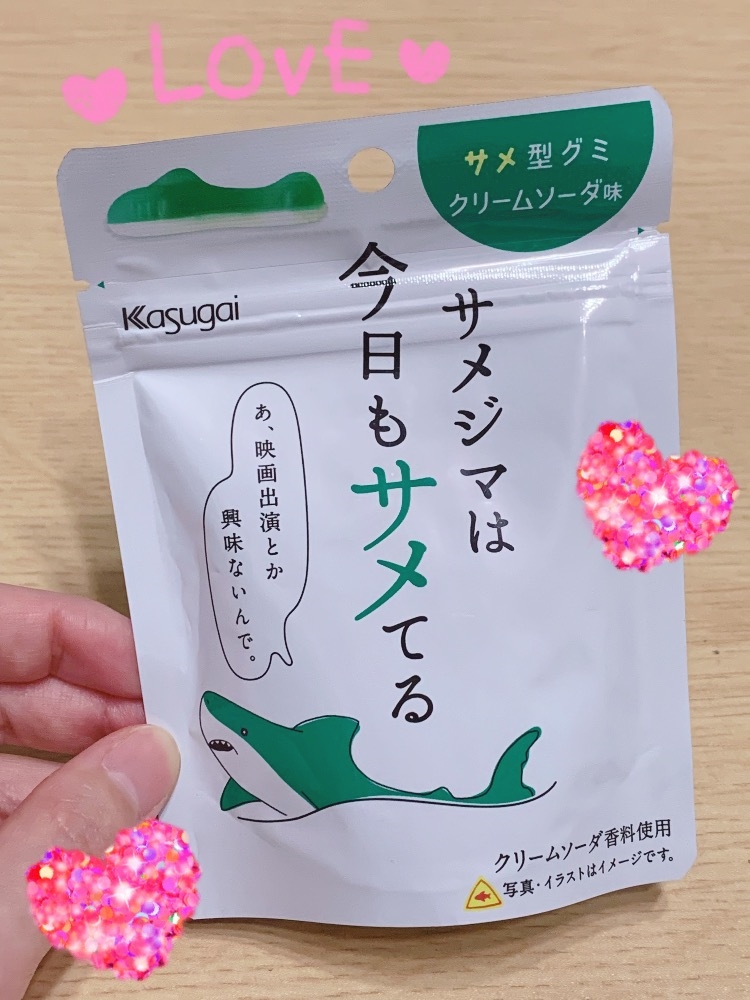 LOVE
サメ型グミ
クリームソーダ味
Kasugai
サメジマは
今日もサメてる
あ、映画出演とか
興味ないんで。
クリームソーダ香料使用
写真・イラストはイメージです。